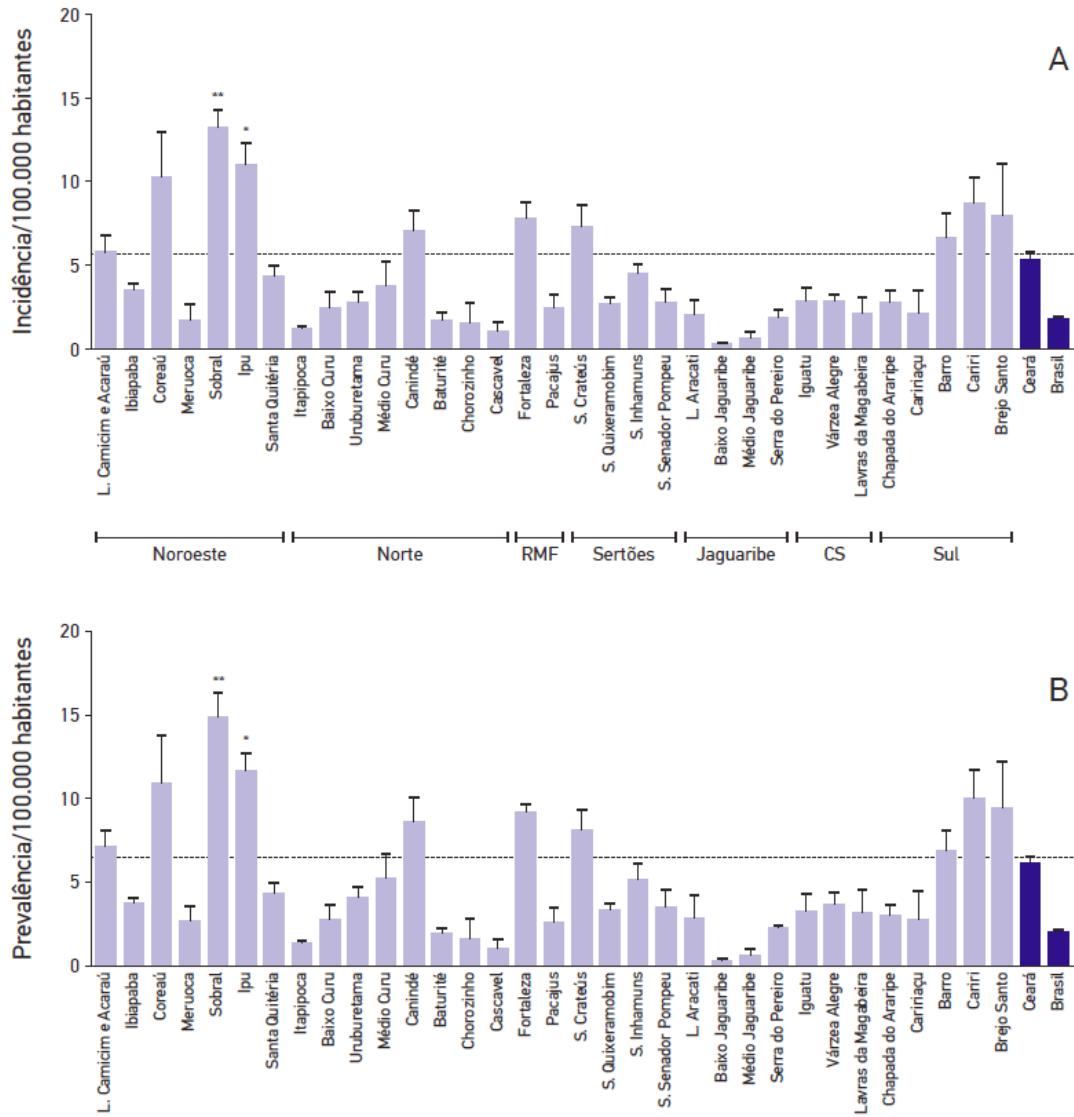 Incidência/100.000 habitantes
20
15
10
5
0
A
**
*
L. Camicim e Acaraú
Ibiapaba
Coreaú
Merucca
Sobral
Ipu
Santa Quitéria
Itapipoca
Baixo Curu
Uruburetama
Médio Curu
Canindé
Baturité
Chorozinho
Cascavel
Fortaleza
Pacajus
S. Crateús
S. Quixeramobim
S. Inhamuns
S. Senador Pompeu
L. Aracati
Baixo Jaguaribe
Médio Jaguaribe
Serra do Pereiro
Iguatu
Várzea Alegre
Lavras da Magabeira
Chapada do Araripe
Caririaçu
Barro
Cariri
Brejo Santo
Ceará
Brasil
Noroeste
Norte
RMF
Sertões
Jaguaribe
CS
Sul
Prevalência/100.000 habitantes
20
15
10
5
0
B
**
*
L. Camicim e Acaraú
Ibiapaba
Coreaú
Merucca
Sobral
Ipu
Santa Quitéria
Itapipoca
Baixo Curu
Uruburetama
Médio Curu
Canindé
Baturité
Chorozinho
Cascavel
Fortaleza
Pacajus
S. Crateús
S. Quixeramobim
S. Inhamuns
S. Senador Pompeu
L. Aracati
Baixo Jaguaribe
Médio Jaguaribe
Serra do Pereiro
Iguatu
Várzea Alegre
Lavras da Magabeira
Chapada do Araripe
Caririaçu
Barro
Cariri
Brejo Santo
Ceará
Brasil